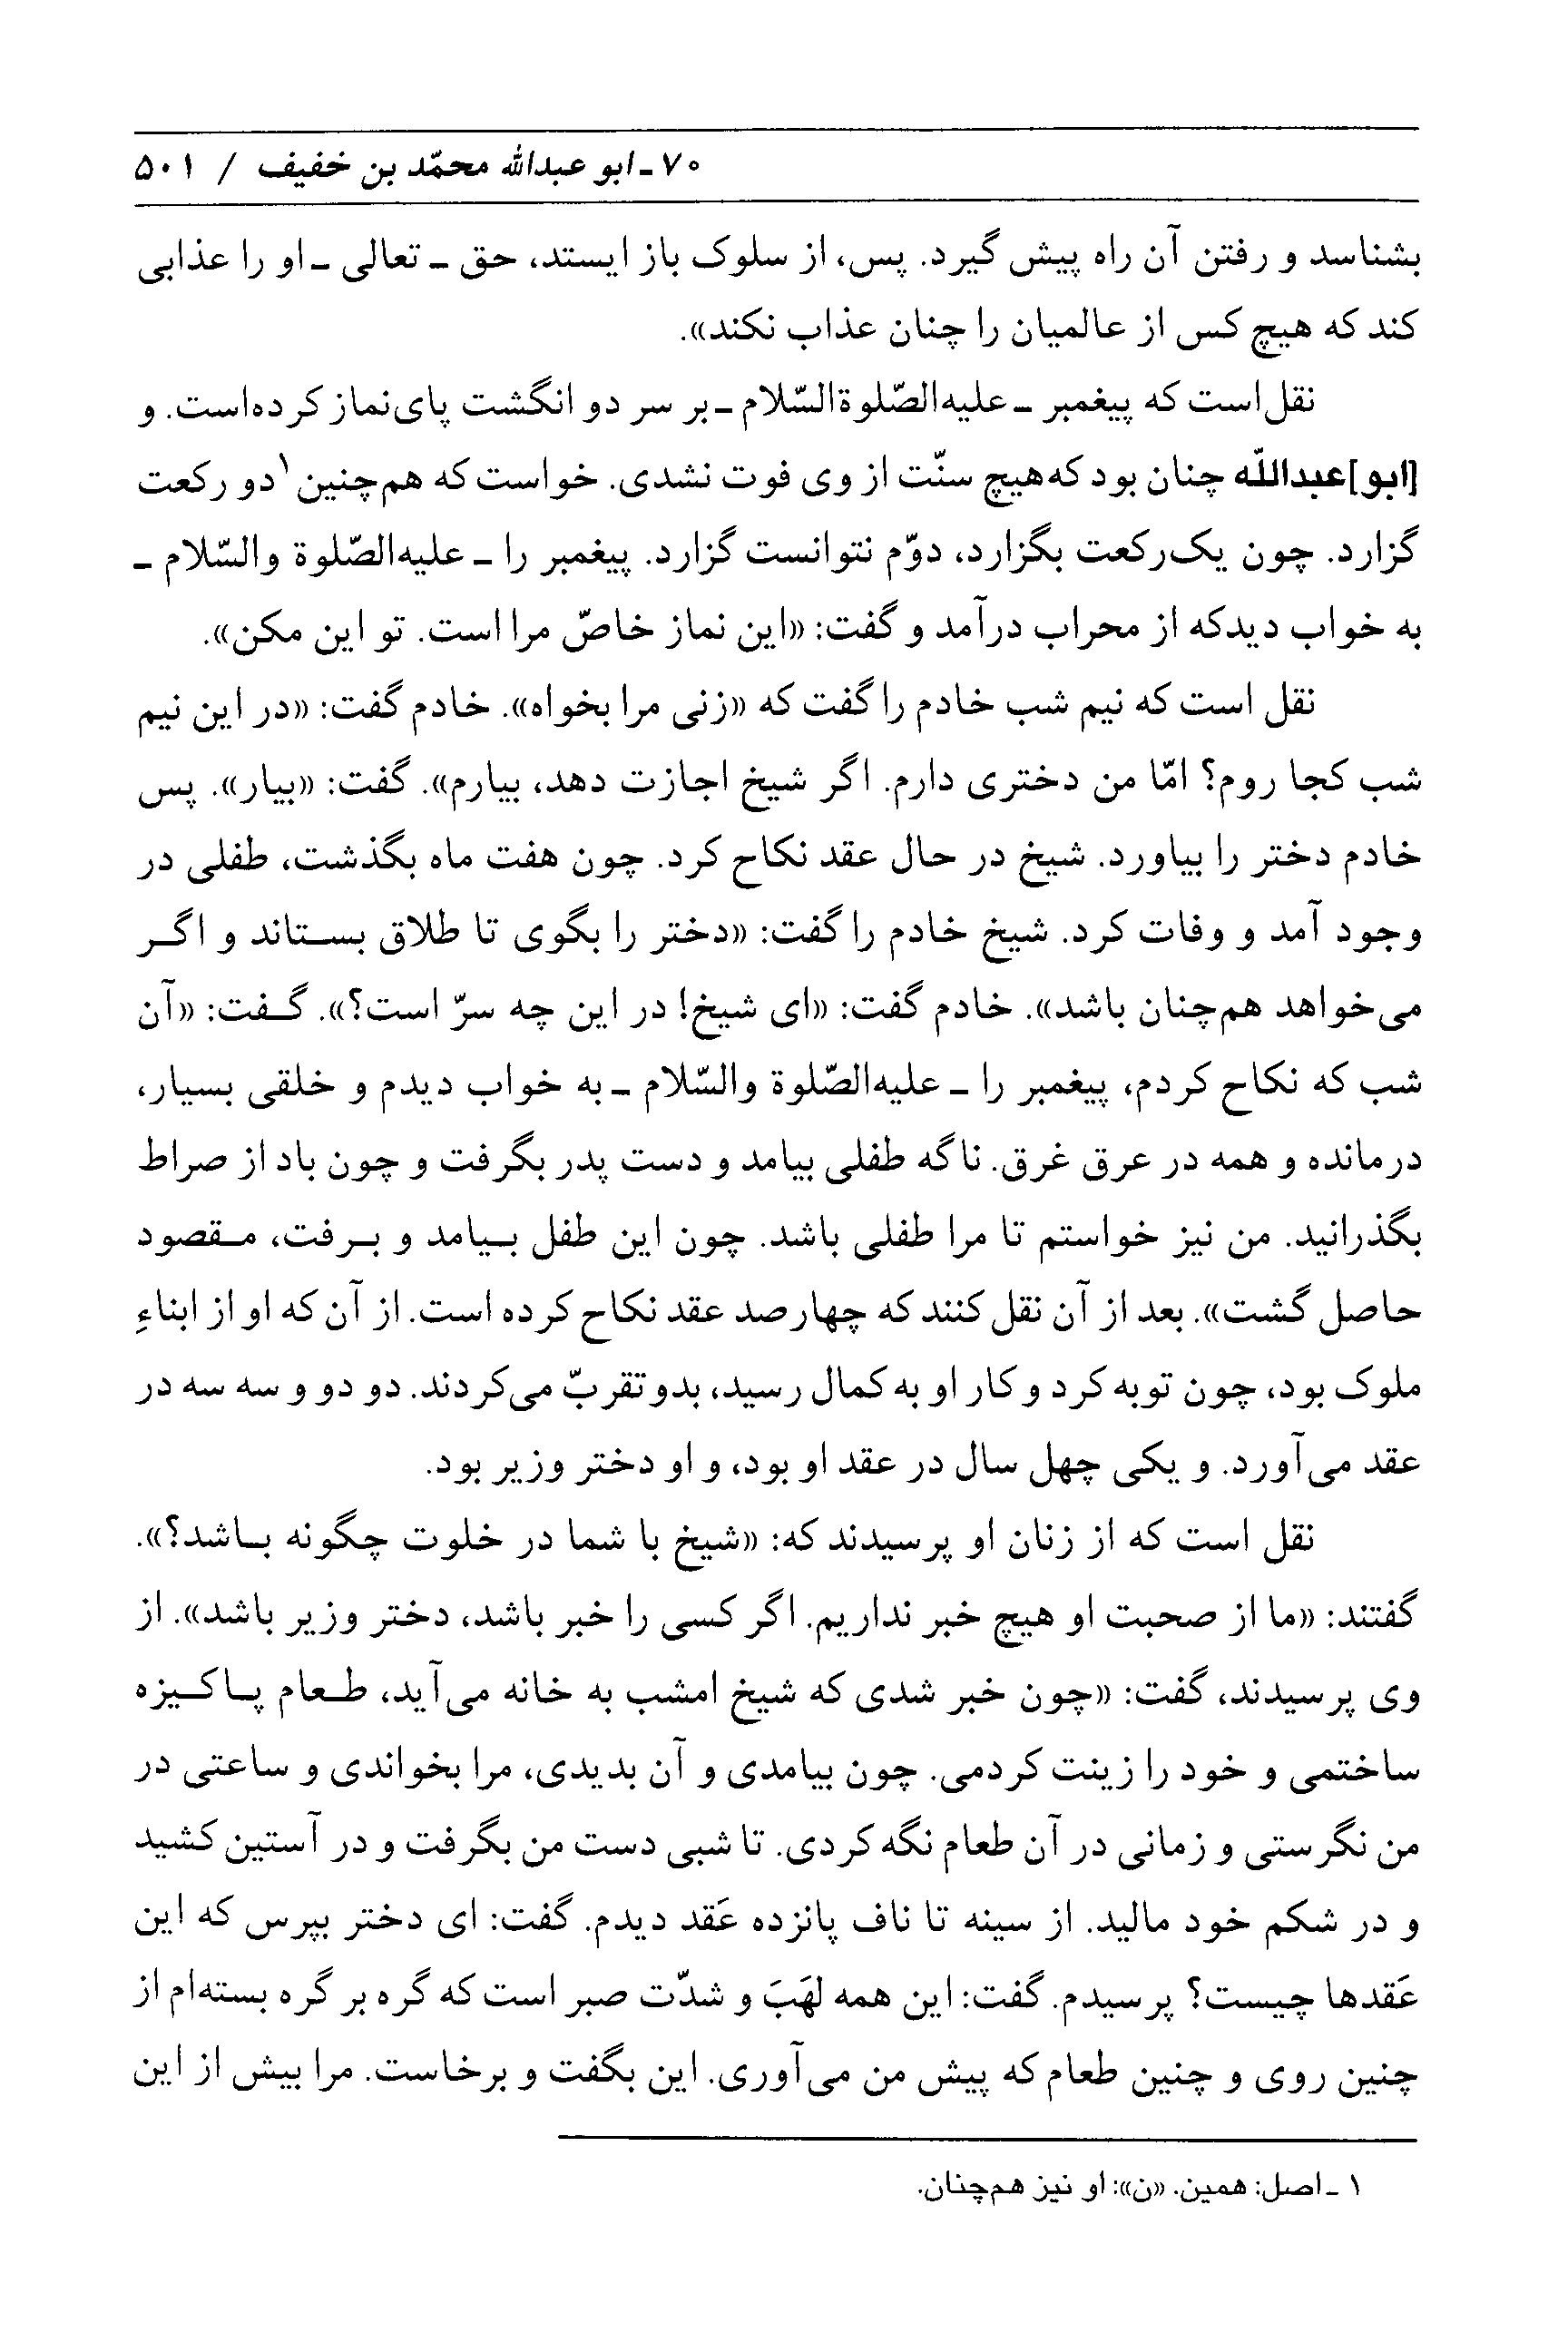 ۷۰ ـ ابو عبدالله محمّد بن خفیف / ۵۰۱
بشناسد و رفتن آن راه پیش گیرد. پس، از سلوک باز ایستد، حق ـ تعالی ـ او را عذابی
کند که هیچ کس از عالمیان را چنان عذاب نکند».
نقل است که پیغمبر ـ علیه‌الصّلوةالسّلام ـ بر سر دو انگشت پای نماز کرده‌است. و
[ابو] عبداللّه چنان بود که هیچ سنّت از وی فوت نشدی. خواست که هم‌چنین۱ دو رکعت
گزارد. چون یک‌رکعت بگزارد، دوّم نتوانست گزارد. پیغمبر را ـ علیه‌الصّلوة والسّلام ـ
به خواب دید که از محراب درآمد و گفت: «این نماز خاصّ مرا است. تو این مکن».
نقل است که نیم شب خادم را گفت که «زنی مرا بخواه». خادم گفت: «در این نیم
شب کجا روم؟ امّا من دختری دارم. اگر شیخ اجازت دهد، بیارم». گفت: «بیار». پس
خادم دختر را بیاورد. شیخ در حال عقد نکاح کرد. چون هفت ماه بگذشت، طفلی در
وجود آمد و وفات کرد. شیخ خادم را گفت: «دختر را بگوی تا طلاق بستاند و اگر
می‌خواهد هم‌چنان باشد». خادم گفت: «ای شیخ! در این چه سرّ است؟». گفت: «آن
شب که نکاح کردم، پیغمبر را ـ علیه‌الصّلوة والسّلام ـ به خواب دیدم و خلقی بسیار،
درمانده و همه در عرق غرق. ناگه طفلی بیامد و دست پدر بگرفت و چون باد از صراط
بگذرانید. من نیز خواستم تا مرا طفلی باشد. چون این طفل بیامد و برفت، مقصود
حاصل گشت». بعد از آن نقل کنند که چهارصد عقد نکاح کرده است. از آن که او از ابناءِ
ملوک بود، چون توبه کرد و کار او به کمال رسید، بدو تقربّ می‌کردند. دو دو و سه سه در
عقد می‌آورد. و یکی چهل سال در عقد او بود، و او دختر وزیر بود.
نقل است که از زنان او پرسیدند که: «شیخ با شما در خلوت چگونه باشد؟».
گفتند: «ما از صحبت او هیچ خبر نداریم. اگر کسی را خبر باشد، دختر وزیر باشد». از
وی پرسیدند، گفت: «چون خبر شدی که شیخ امشب به خانه می‌آید، طعام پاکیزه
ساختمی و خود را زینت کردمی. چون بیامدی و آن بدیدی، مرا بخواندی و ساعتی در
من نگرستی و زمانی در آن طعام نگه کردی. تا شبی دست من بگرفت و در آستین کشید
و در شکم خود مالید. از سینه تا ناف پانزده عَقد دیدم. گفت: ای دختر بپرس که این
عَقدها چیست؟ پرسیدم. گفت: این همه لهَبَ و شدّت صبر است که گره بر گره بسته‌ام از
چنین روی و چنین طعام که پیش من می‌آوری. این بگفت و برخاست. مرا بیش از این
۱ ـ اصل: همین. «ن»: او نیز هم‌چنان.